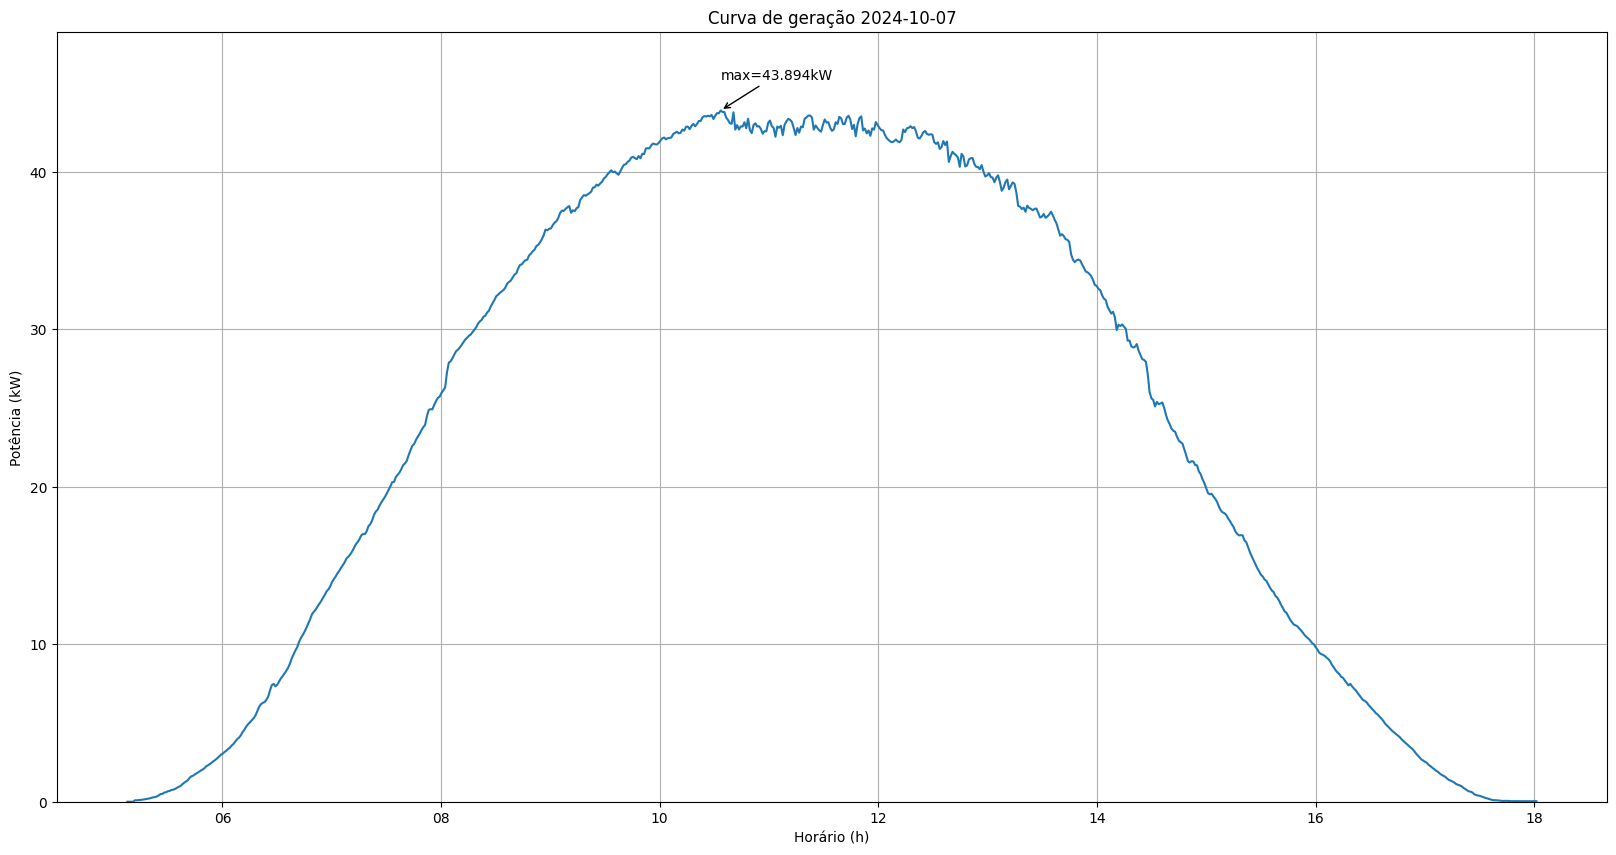 Curva de geração 2024-10-07
max=43.894kW
40
30
20
10
0
Potência (kW)
06 08 10 12 14 16 18
Horário (h)